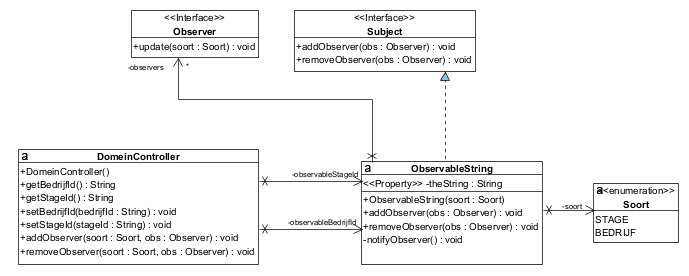 <<Interface>>
Observer
+update(soort : Soort) : void
<<Interface>>
Subject
+addObserver(obs : Observer) : void
+removeObserver(obs : Observer) : void
-observers
*
a
DomeinController
+DomeinController()
+getBedrijfId() : String
+getStageId() : String
+setBedrijfId(bedrijfId : String) : void
+setStageId(stageId : String) : void
+addObserver(soort : Soort, obs : Observer) : void
+removeObserver(soort : Soort, obs : Observer) : void
-observableStageId
-observableBedrijfId
a
ObservableString
<<Property>> -theString : String
+ObservableString(soort : Soort)
+addObserver(obs : Observer) : void
+removeObserver(obs : Observer) : void
-notifyObserver() : void
-soort
a
<enumeration>>
Soort
STAGE
BEDRIJF